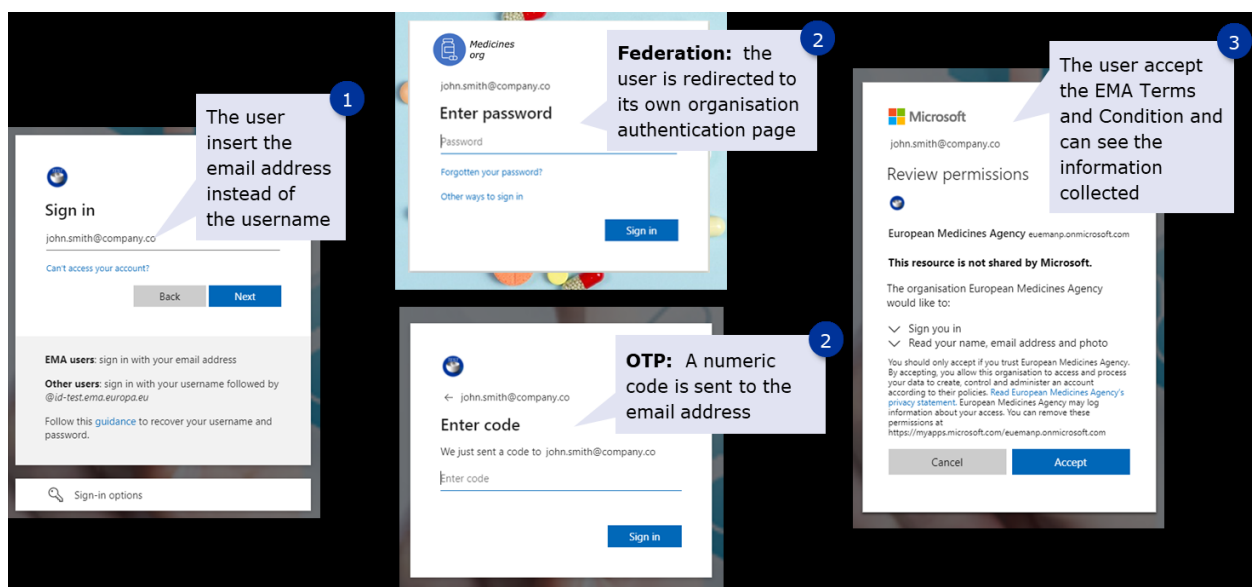 1
The user
insert the
email address
instead of
the username
Sign in
john.smith@company.co
Can't access your account?
Back
Next
EMA users: sign in with your email address
Other users: sign in with your username followed by
@id-test.ema.europa.eu
Follow this guidance to recover your username and
password.
Sign-in options
2
Federation: the
user is redirected to
its own organisation
authentication page
Medicines
org
john.smith@company.co
Enter password
Password
Forgotten your password?
Other ways to sign in
Sign in
2
OTP: A numeric
code is sent to the
email address
← john.smith@company.co
Enter code
We just sent a code to john.smith@company.co
Enter code
Sign in
3
The user accept
the EMA Terms
and Condition and
can see the
information
collected
Microsoft
john.smith@company.co
Review permissions
European Medicines Agency euemanp.onmicrosoft.com
This resource is not shared by Microsoft.
The organisation European Medicines Agency
would like to:
Sign you in
Read your name, email address and photo
You should only accept if you trust European Medicines Agency.
By accepting, you allow this organisation to access and process
your data to create, control and administer an account
according to their policies. Read European Medicines Agency's
privacy statement. European Medicines Agency may log
information about your access. You can remove these
permissions at
https://myapps.microsoft.com/euemanp.onmicrosoft.com
Cancel
Accept